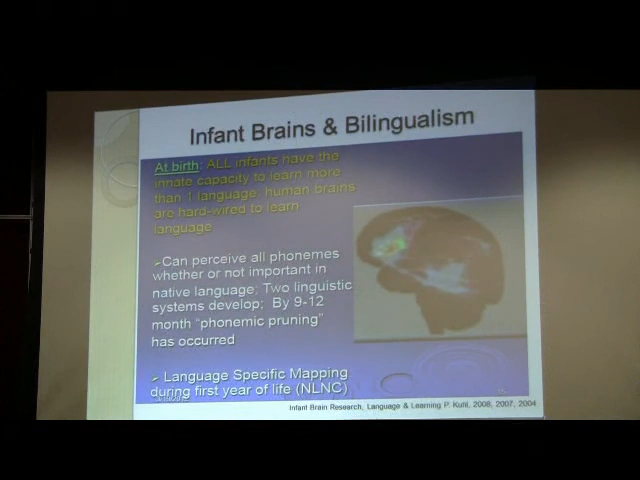 Infant Brains & Bilingualism
At birth: ALL infants have the
innate capacity to learn more
than 1 language; human brains
are hard-wired to learn
language
➢Can perceive all phonemes
whether or not important in
native language; Two linguistic
systems develop; By 9-12
month "phonemic pruning"
has occurred
➢ Language Specific Mapping
during first year of life (NLNC)
Infant Brain Research, Language & Learning P. Kuhl, 2008, 2007, 2004